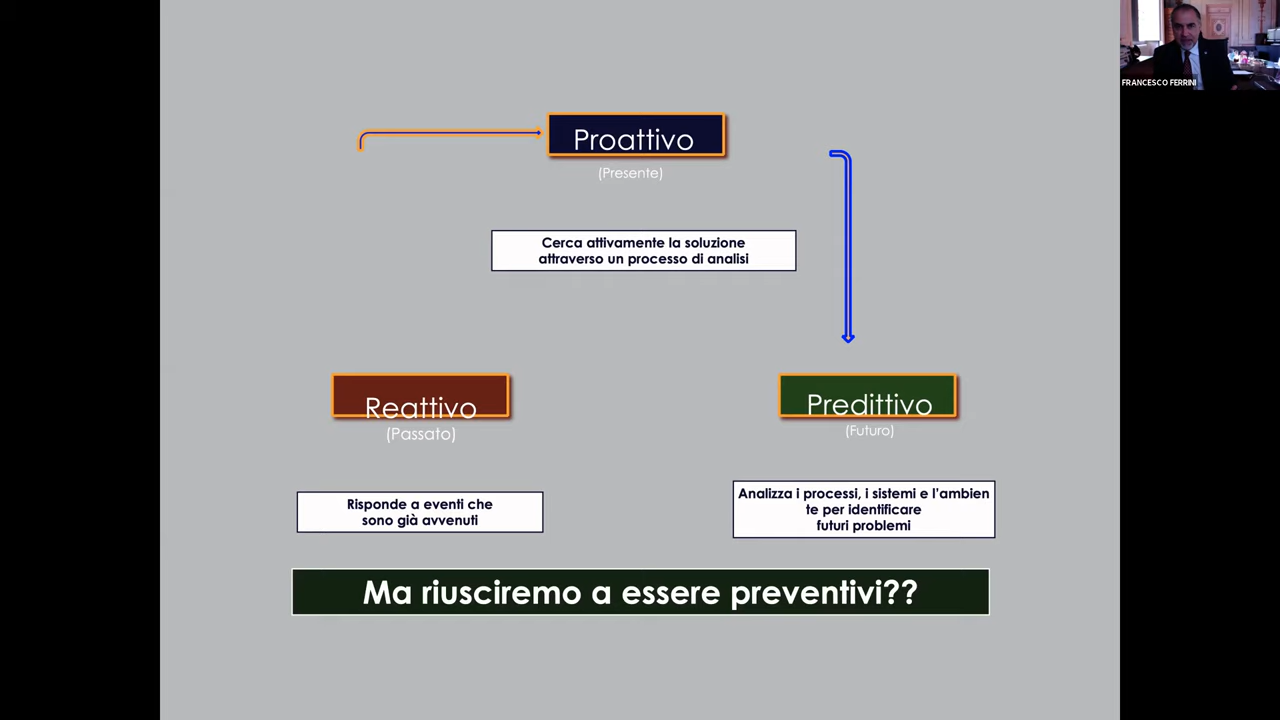 FRANCESCO FERRINI
Proattivo
(Presente)
Cerca attivamente la soluzione
attraverso un processo di analisi
Reattivo
(Passato)
Risponde a eventi che
sono già avvenuti
Predittivo
(Futuro)
Analizza i processi, i sistemi e l'ambien
te per identificare
futuri problemi
Ma riusciremo a essere preventivi??